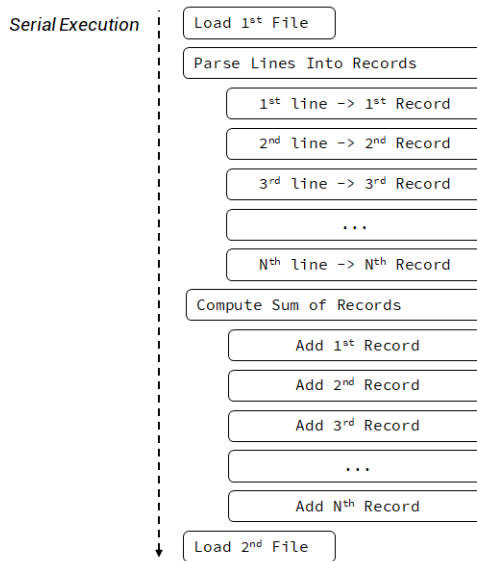 Serial Execution
Load 1st File
Parse Lines Into Records
1st line -> 1st Record
2nd line -> 2nd Record
3rd line -> 3rd Record
...
Nth line -> Nth Record
Compute Sum of Records
Add 1st Record
Add 2nd Record
Add 3rd Record
...
Add Nth Record
Load 2nd File